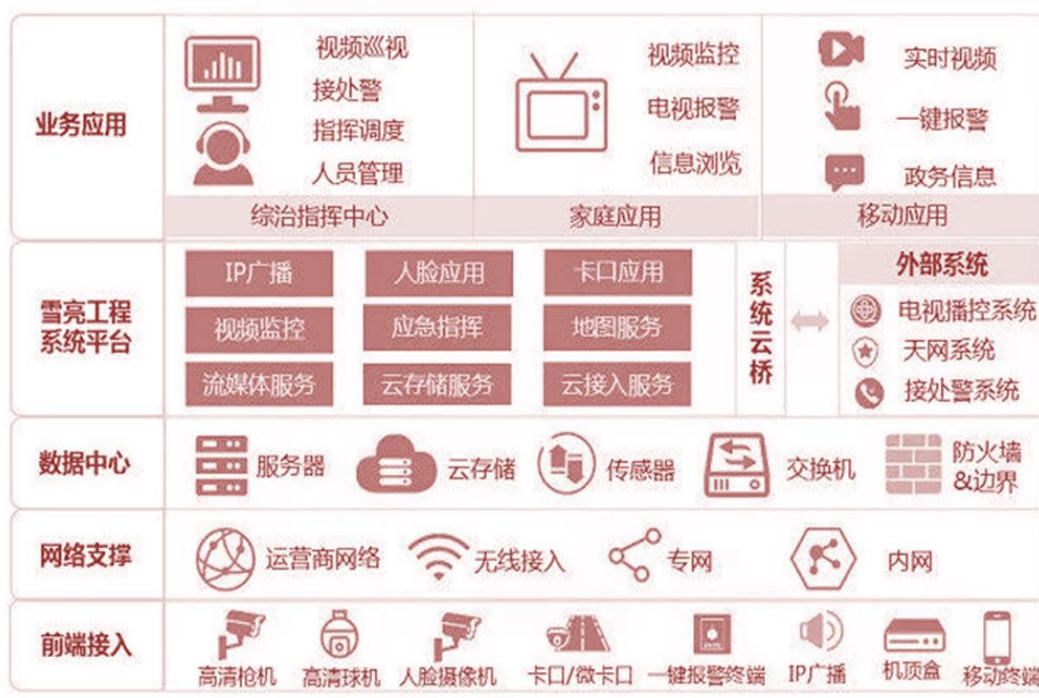 业务应用
视频巡视
接处警
指挥调度
人员管理
综治指挥中心
视频监控
电视报警
信息浏览
家庭应用
实时视频
一键报警
政务信息
移动应用
雪亮工程
系统平台
IP广播
人脸应用
卡口应用
视频监控
应急指挥
地图服务
流媒体服务
云存储服务
云接入服务
系统云桥
外部系统
电视播控系统
天网系统
接处警系统
数据中心
服务器
云存储
传感器
交换机
防火墙
&边界
网络支撑
运营商网络
无线接入
专网
内网
前端接入
高清枪机
高清球机
人脸摄像机
卡口/微卡口
一键报警终端
IP广播
机顶盒
移动终端